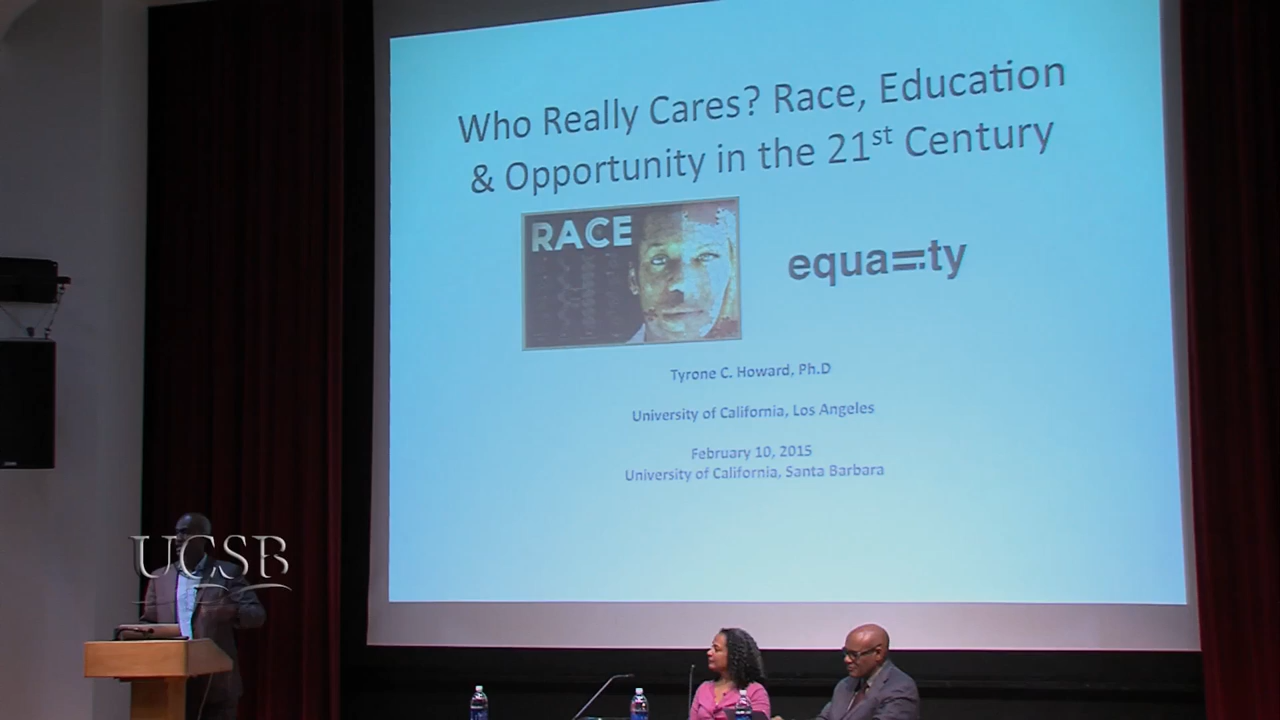 Who Really Cares? Race, Education
& Opportunity in the 21st Century
RACE
equa=:ty
Tyrone C. Howard, Ph.D
University of California, Los Angeles
February 10, 2015
University of California, Santa Barbara
UCSB